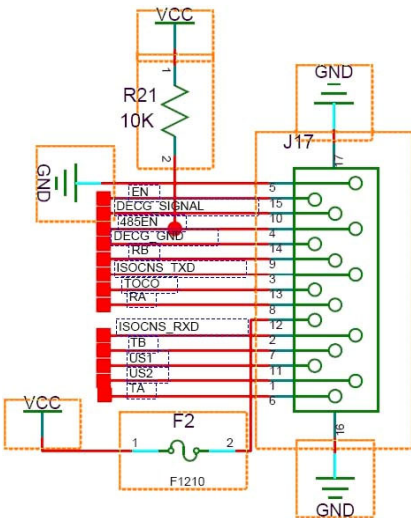 VCC
1
R21
10K
2
GND
J17
17
GND
5
EN
15
DECG_SIGNAL
10
485EN
4
DECG_GND
14
RB
9
ISOCNS_TXD
3
TOCO
13
RA
8
12
ISOCNS_RXD
2
TB
7
US1
11
US2
1
TA
6
VCC
F2
1
2
F1210
16
GND